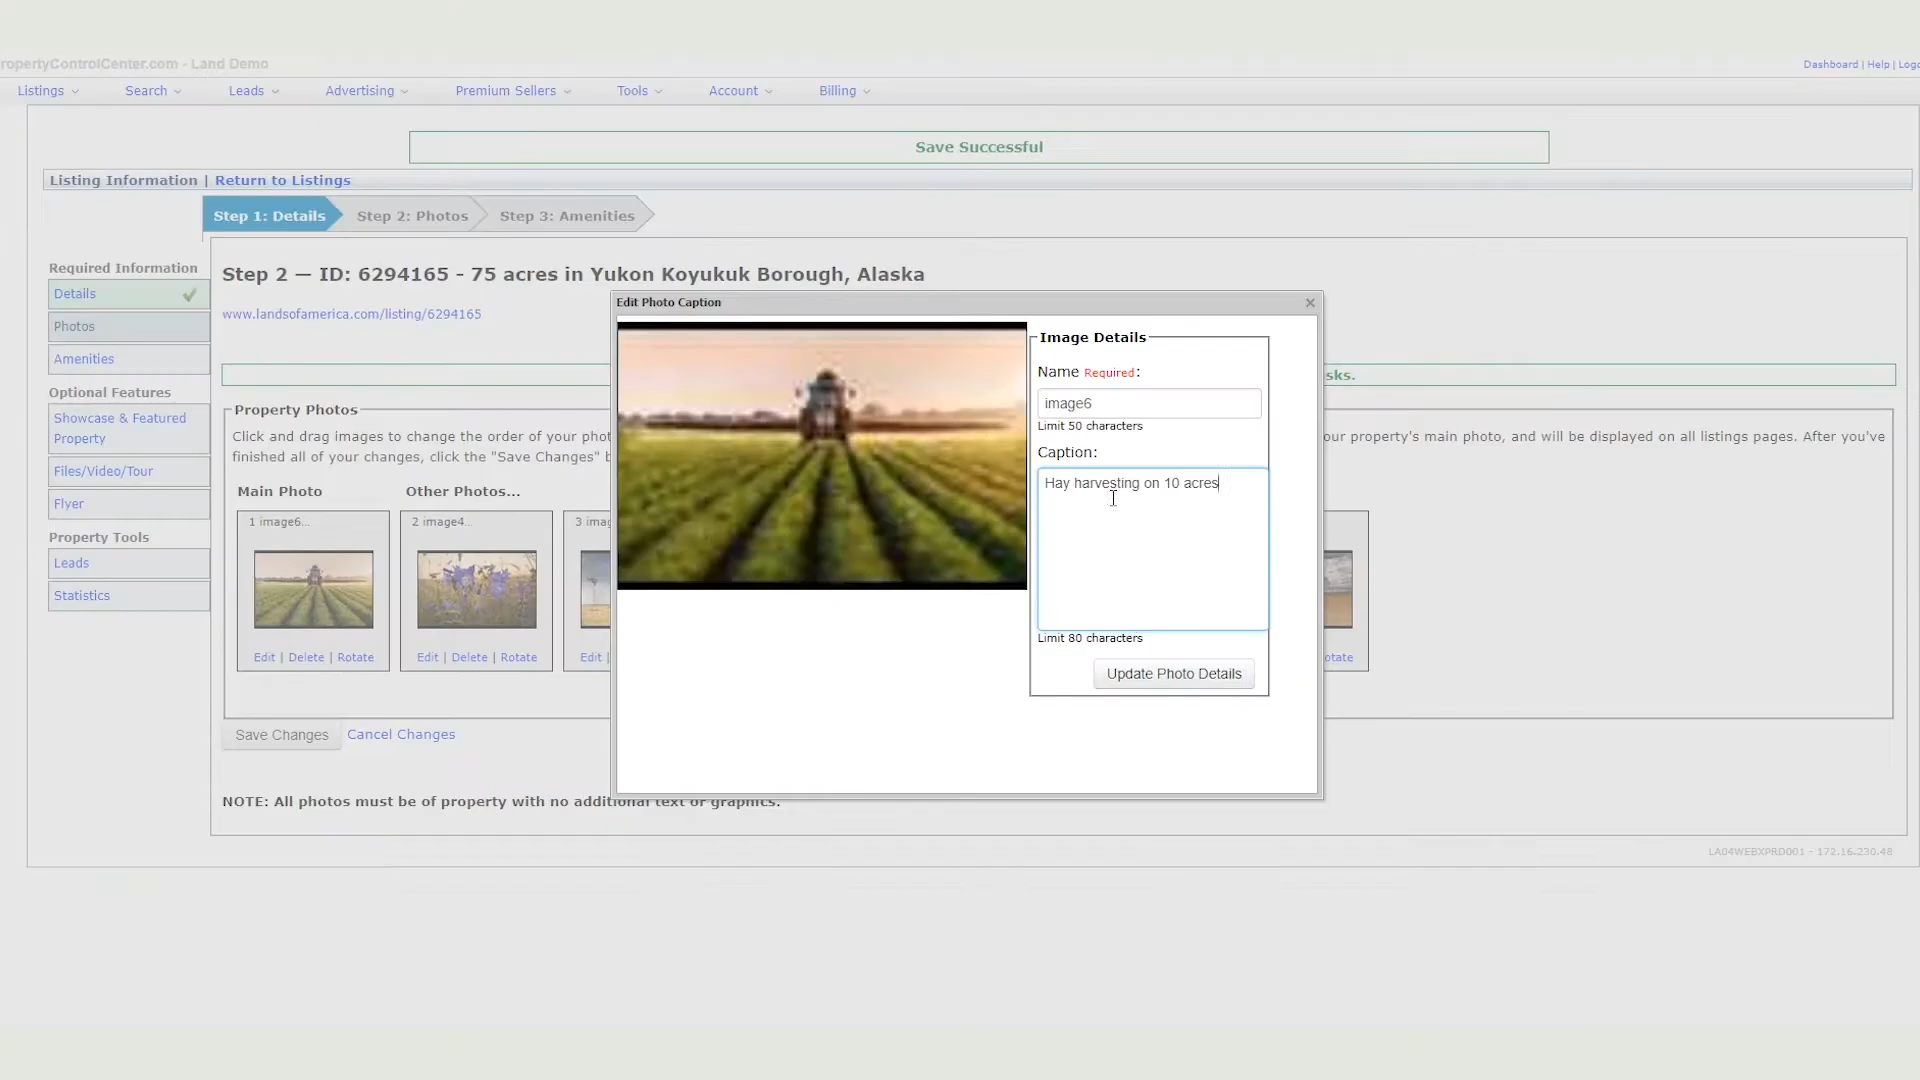 ropertyControlCenter.com - Land Demo
Dashboard | Help | Logo
Listings Search Leads Advertising Premium Sellers Tools Account Billing
Save Successful
Listing Information | Return to Listings
Step 1: Details Step 2: Photos Step 3: Amenities
Required Information
Details
Photos
Amenities
Optional Features
Showcase & Featured
Property
Files/Video/Tour
Flyer
Property Tools
Leads
Statistics
Step 2 — ID: 6294165 - 75 acres in Yukon Koyukuk Borough, Alaska
www.landsofamerica.com/listing/6294165
sks.
Property Photos
Click and drag images to change the order of your phot
our property's main photo, and will be displayed on all listings pages. After you've
finished all of your changes, click the "Save Changes" b
Main Photo Other Photos...
1 image6... 2 image4... 3 imag
Edit | Delete | Rotate Edit | Delete | Rotate Edit | otate
Save Changes Cancel Changes
NOTE: All photos must be of property with no additional text or graphics.
Edit Photo Caption
Image Details
Name Required:
image6
Limit 50 characters
Caption:
Hay harvesting on 10 acres
Limit 80 characters
Update Photo Details
LA04WEBXPRD001 - 172.16.230.48